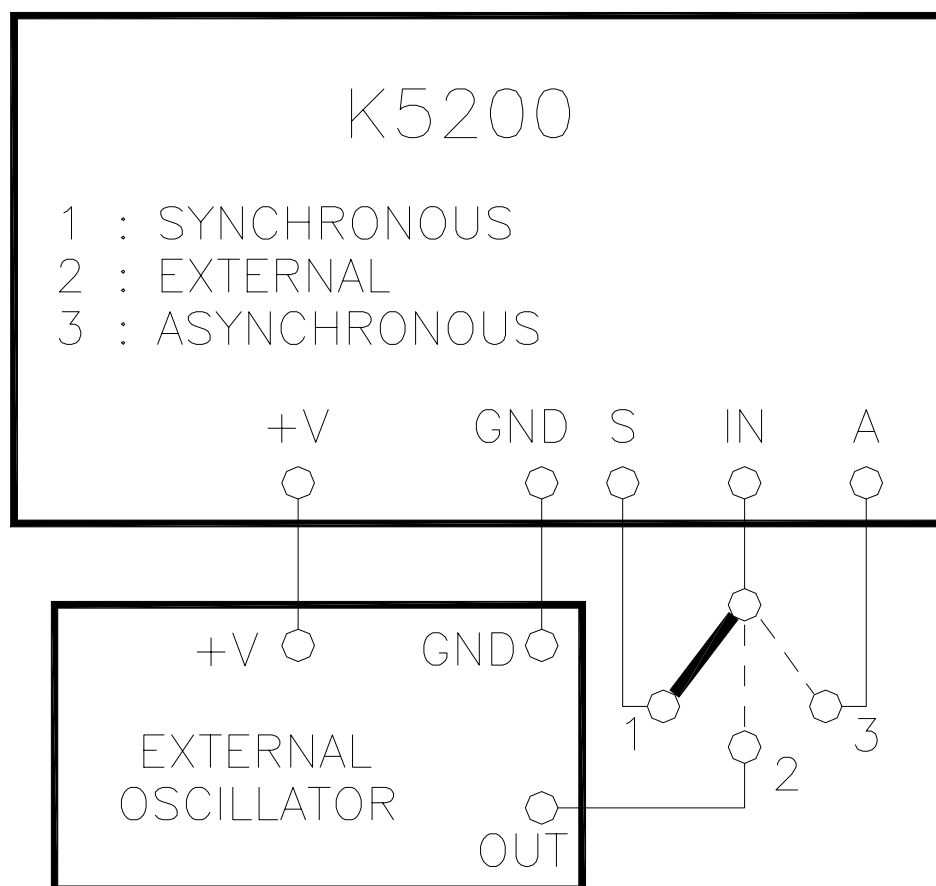 K5200
1 : SYNCHRONOUS
2 : EXTERNAL
3 : ASYNCHRONOUS
+V GND S IN A
+V GND
1 3
2
EXTERNAL
OSCILLATOR
OUT